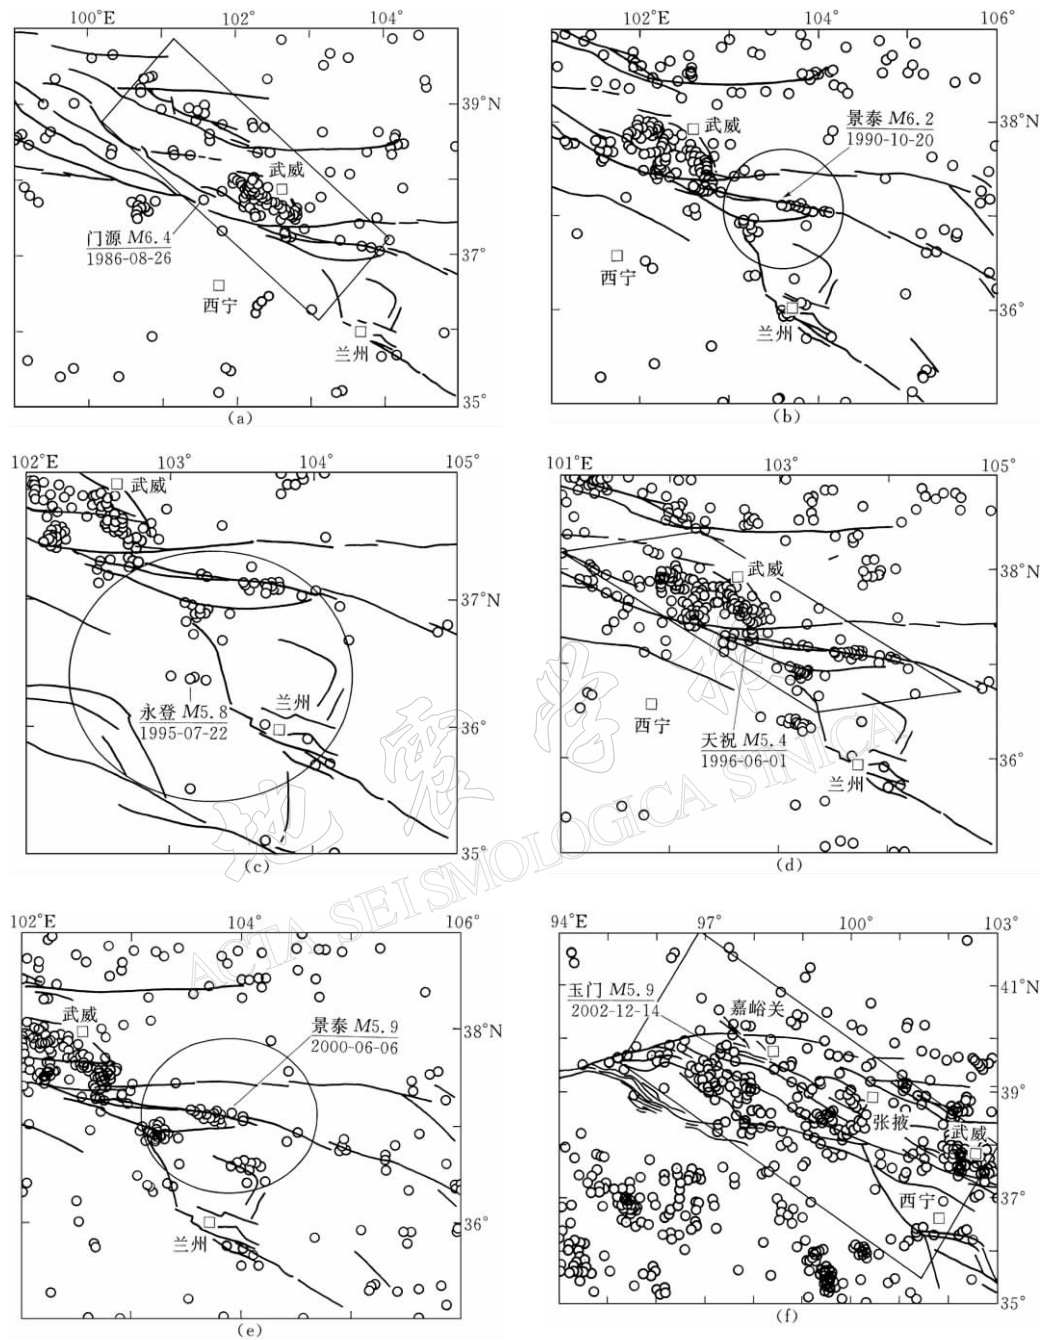 100°E 102° 104°
39°N
武威
门源 M6.4
1986-08-26
37°
西宁
兰州
35°
(a)
102°E 104° 106°
武威
景泰 M6.2
1990-10-20
38°N
西宁
36°
兰州
(b)
102°E 103° 104° 105°
武威
37°N
永登 M5.8
1995-07-22
兰州
36°
35°
(c)
101°E 103° 105°
武威
38°N
西宁
天祝 M5.4
1996-06-01
36°
兰州
(d)
102°E 104° 106°
武威
景泰 M5.9
2000-06-06
38°N
36°
兰州
(e)
94°E 97° 100° 103°
玉门 M5.9
2002-12-14
嘉峪关
41°N
39°
张掖
武威
37°
西宁
35°
(f)
地震学报
ACTA SEISMOLOGICA SINICA